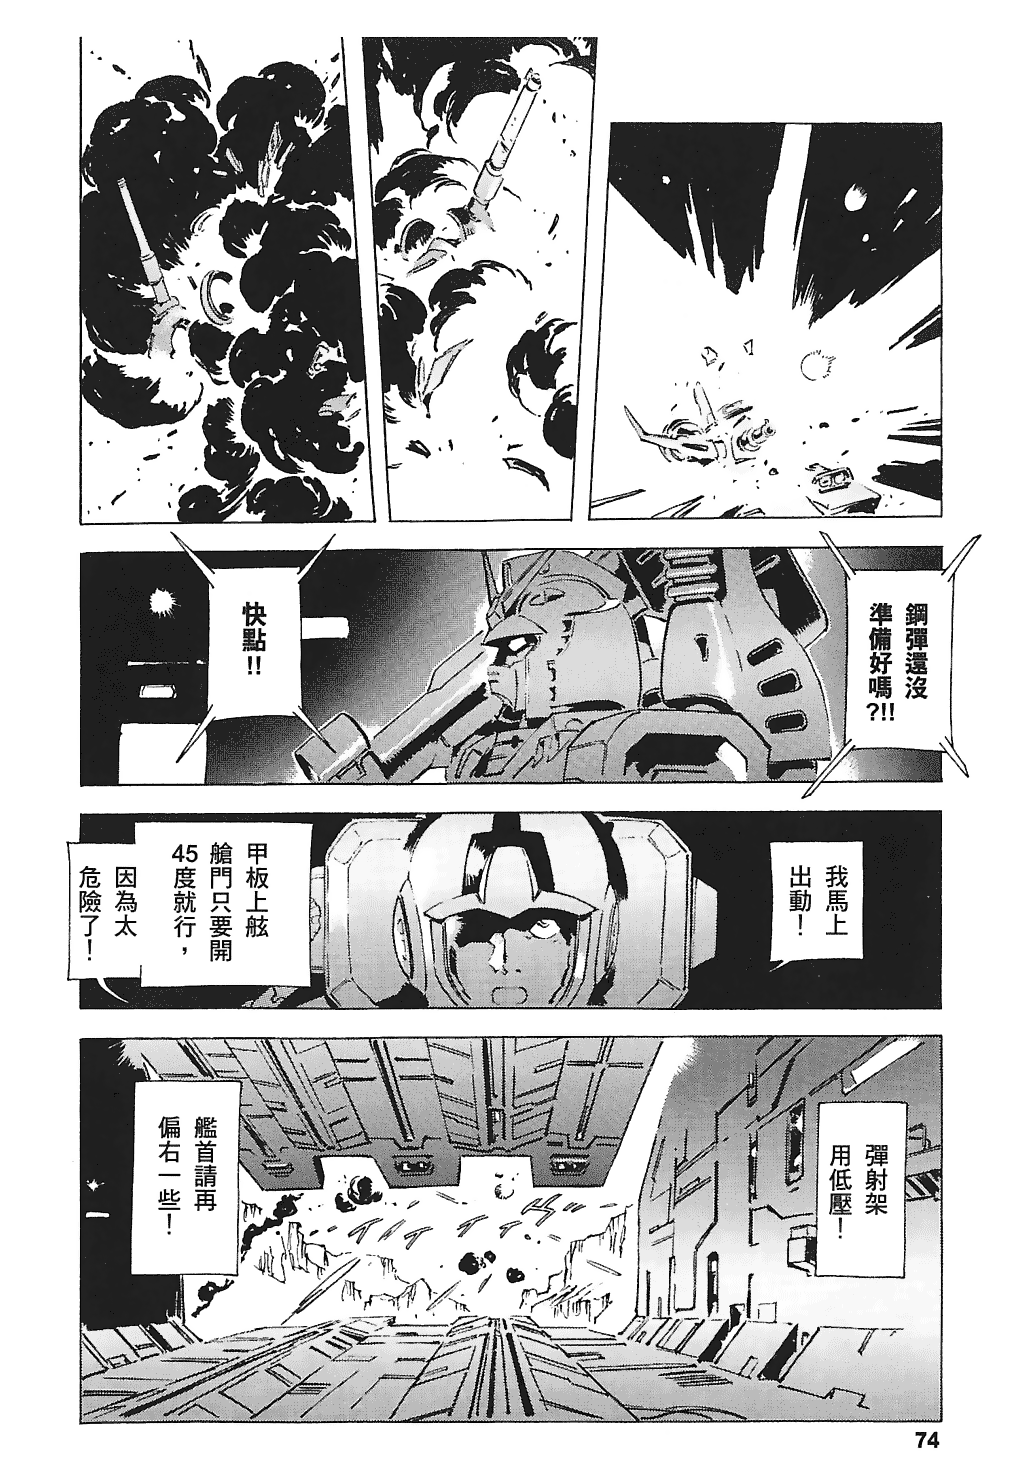 鋼彈還沒
準備好嗎?!!
快點!!
我馬上
出動！
甲板上舷
艙門只要開
45度就行，
因為太
危險了！
彈射架
用低壓！
艦首請再
偏右一些！
74